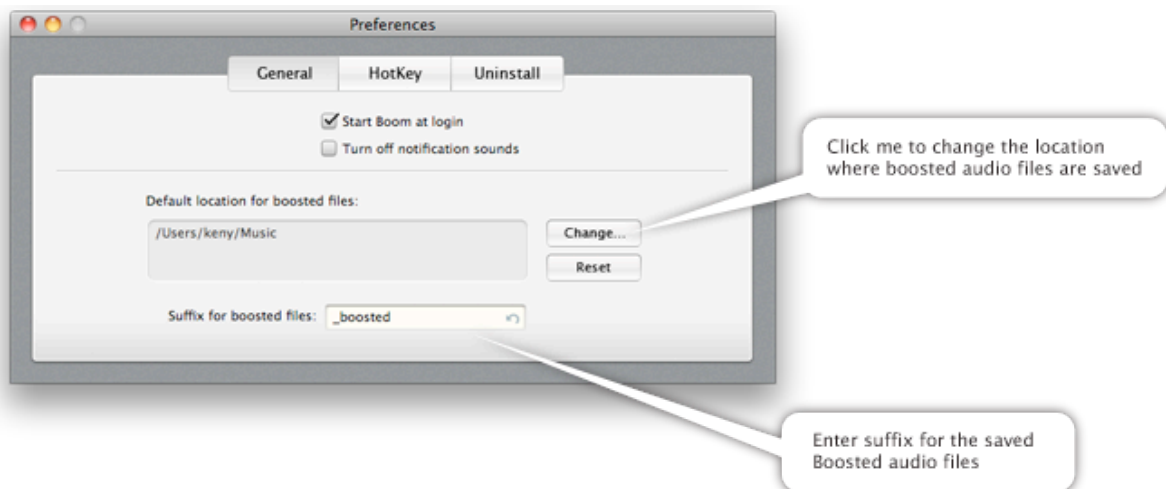 Preferences
General HotKey Uninstall
Start Boom at login
Turn off notification sounds
Click me to change the location
where boosted audio files are saved
Default location for boosted files:
/Users/keny/Music
Change...
Reset
Suffix for boosted files: _boosted
Enter suffix for the saved
Boosted audio files